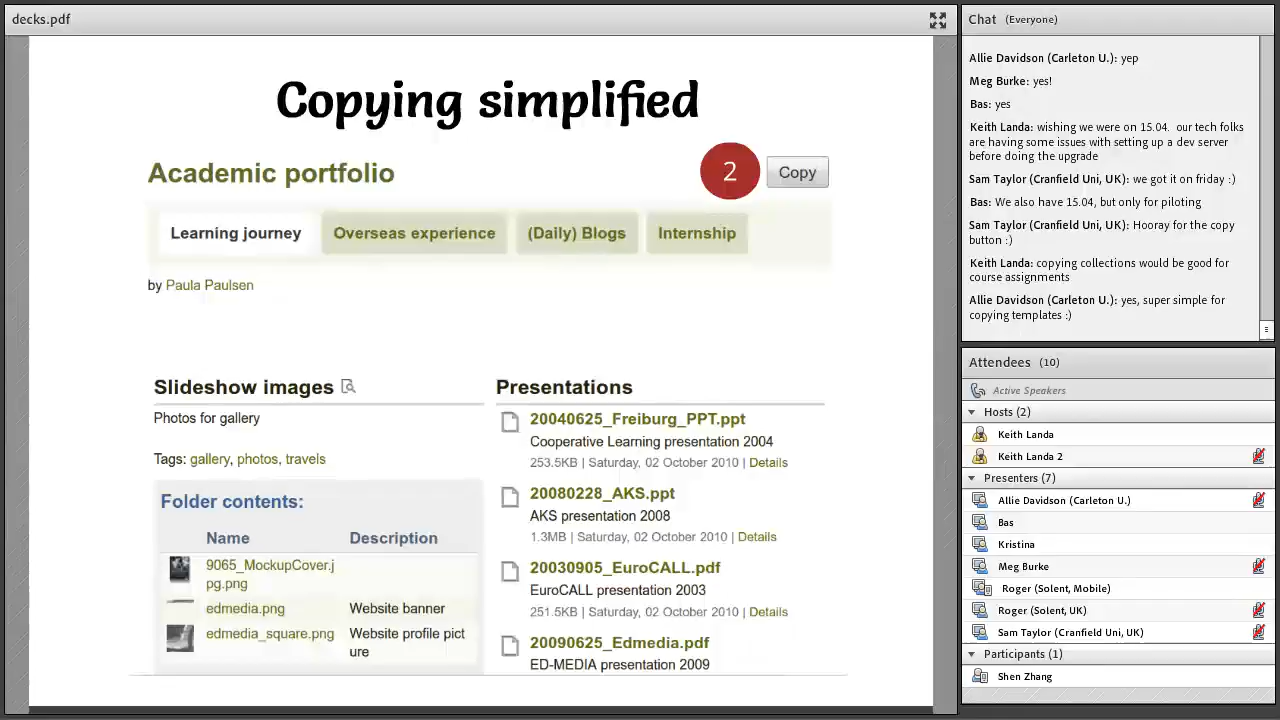 decks.pdf
Copying simplified
Academic portfolio
2
Copy
Learning journey
Overseas experience
(Daily) Blogs
Internship
by Paula Paulsen
Slideshow images
Photos for gallery
Tags: gallery, photos, travels
Folder contents:
Name Description
9065_MockupCover.j
pg.png
edmedia.png Website banner
edmedia_square.png Website profile pict
ure
Presentations
20040625_Freiburg_PPT.ppt
Cooperative Learning presentation 2004
253.5KB | Saturday, 02 October 2010 | Details
20080228_AKS.ppt
AKS presentation 2008
1.3MB | Saturday, 02 October 2010 | Details
20030905_EuroCALL.pdf
EuroCALL presentation 2003
251.5KB | Saturday, 02 October 2010 | Details
20090625_Edmedia.pdf
ED-MEDIA presentation 2009
Chat (Everyone)
Allie Davidson (Carleton U.): yep
Meg Burke: yes!
Bas: yes
Keith Landa: wishing we were on 15.04. our tech folks
are having some issues with setting up a dev server
before doing the upgrade
Sam Taylor (Cranfield Uni, UK): we got it on friday :)
Bas: We also have 15.04, but only for piloting
Sam Taylor (Cranfield Uni, UK): Hooray for the copy
button :)
Keith Landa: copying collections would be good for
course assignments
Allie Davidson (Carleton U.): yes, super simple for
copying templates :)
Attendees (10)
Active Speakers
Hosts (2)
Keith Landa
Keith Landa 2
Presenters (7)
Allie Davidson (Carleton U.)
Bas
Kristina
Meg Burke
Roger (Solent, Mobile)
Roger (Solent, UK)
Sam Taylor (Cranfield Uni, UK)
Participants (1)
Shen Zhang